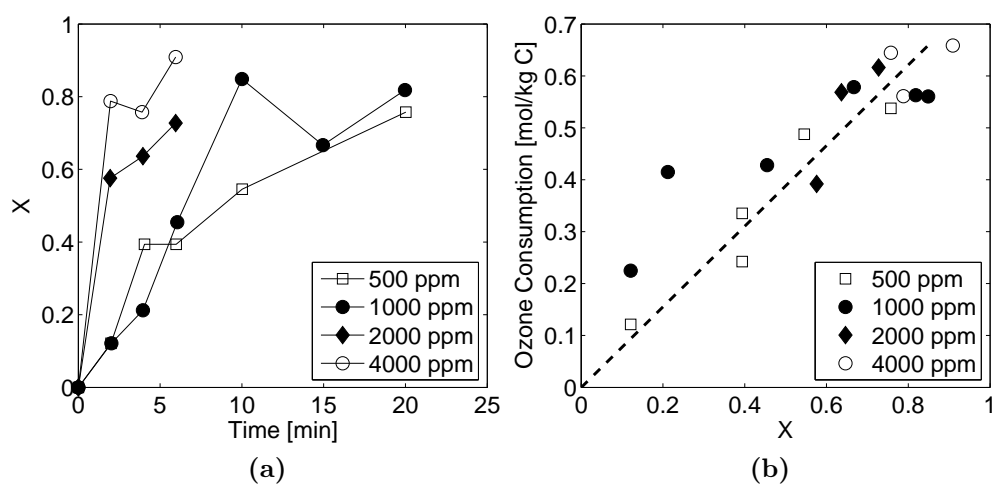 1
0.8
0.6
0.4
0.2
0
X
0 5 10 15 20 25
Time [min]
500 ppm
1000 ppm
2000 ppm
4000 ppm
(a)
0.7
0.6
0.5
0.4
0.3
0.2
0.1
0
Ozone Consumption [mol/kg C]
0 0.2 0.4 0.6 0.8 1
X
500 ppm
1000 ppm
2000 ppm
4000 ppm
(b)